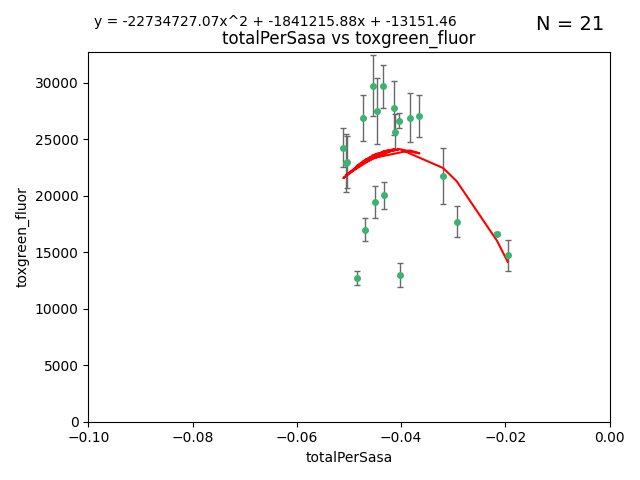 y = -22734727.07x^2 + -1841215.88x + -13151.46
N = 21
totalPerSasa vs toxgreen_fluor
30000
25000
20000
15000
10000
5000
0
toxgreen_fluor
−0.10
−0.08
−0.06
−0.04
−0.02
0.00
totalPerSasa